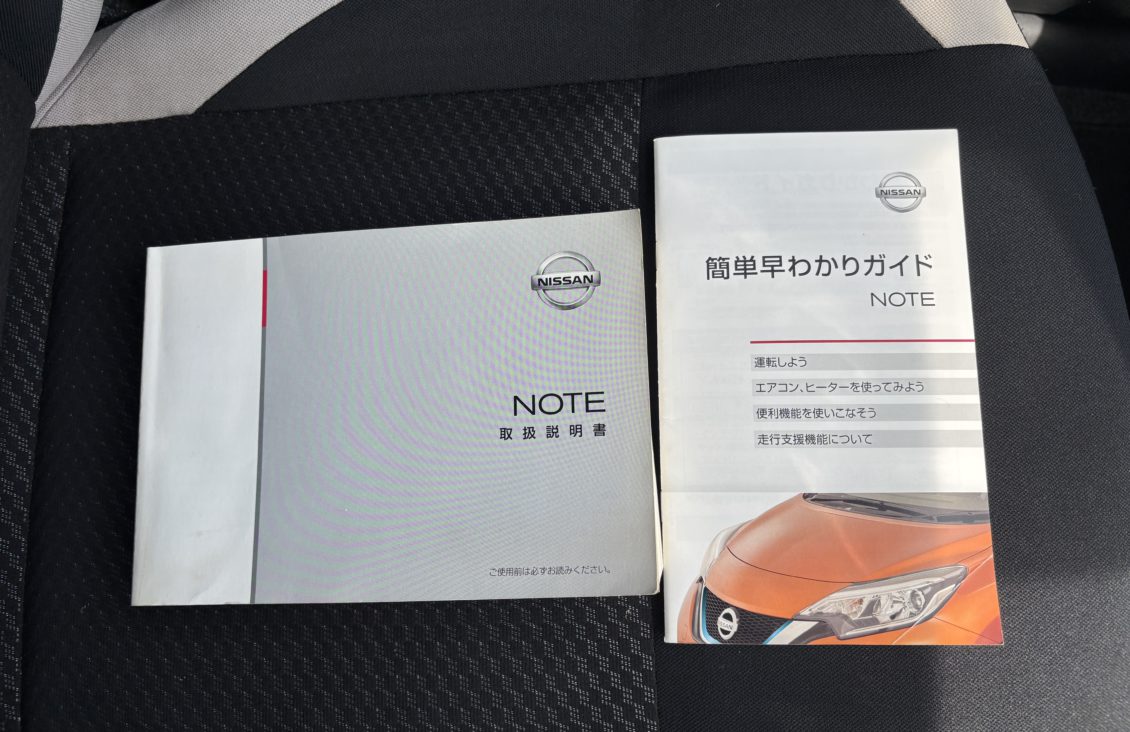 NISSAN
NOTE
取扱説明書
ご使用前は必ずお読みください。
NISSAN
簡単早わかりガイド
NOTE
運転しよう
エアコン、ヒーターを使ってみよう
便利機能を使いこなそう
走行支援機能について
NISSAN